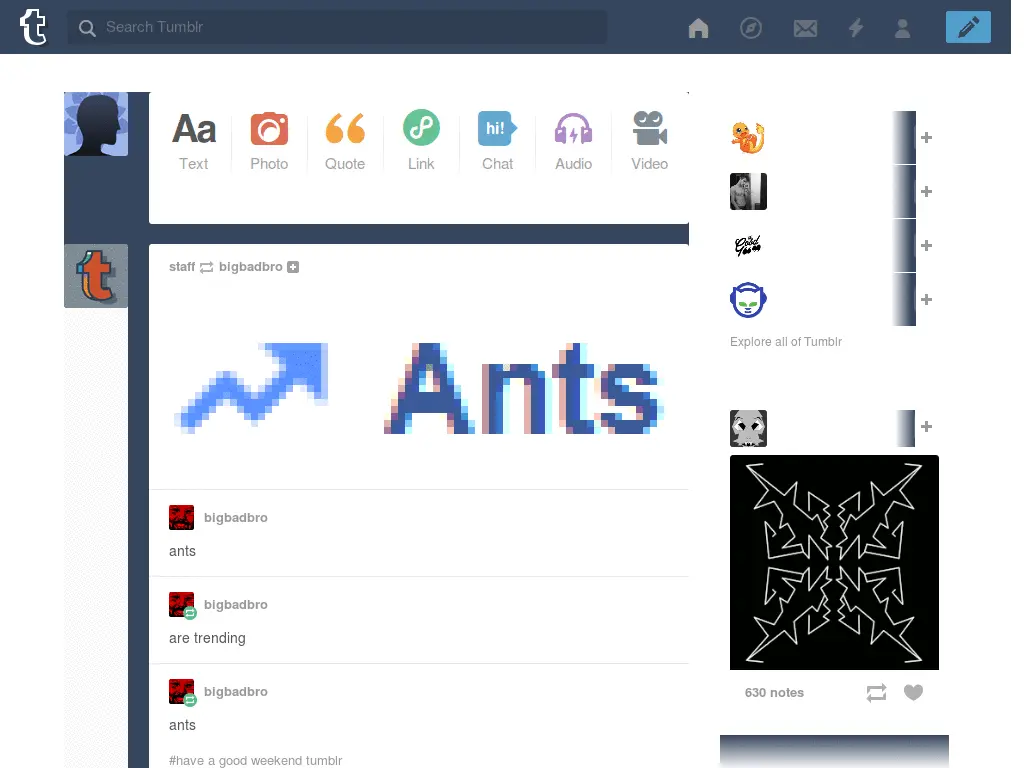 t
Search Tumblr
Aa
hi!
Text
Photo
Quote
Link
Chat
Audio
Video
t
staff bigbadbro
Ants
bigbadbro
ants
bigbadbro
are trending
bigbadbro
ants
#have a good weekend tumblr
Explore all of Tumblr
630 notes